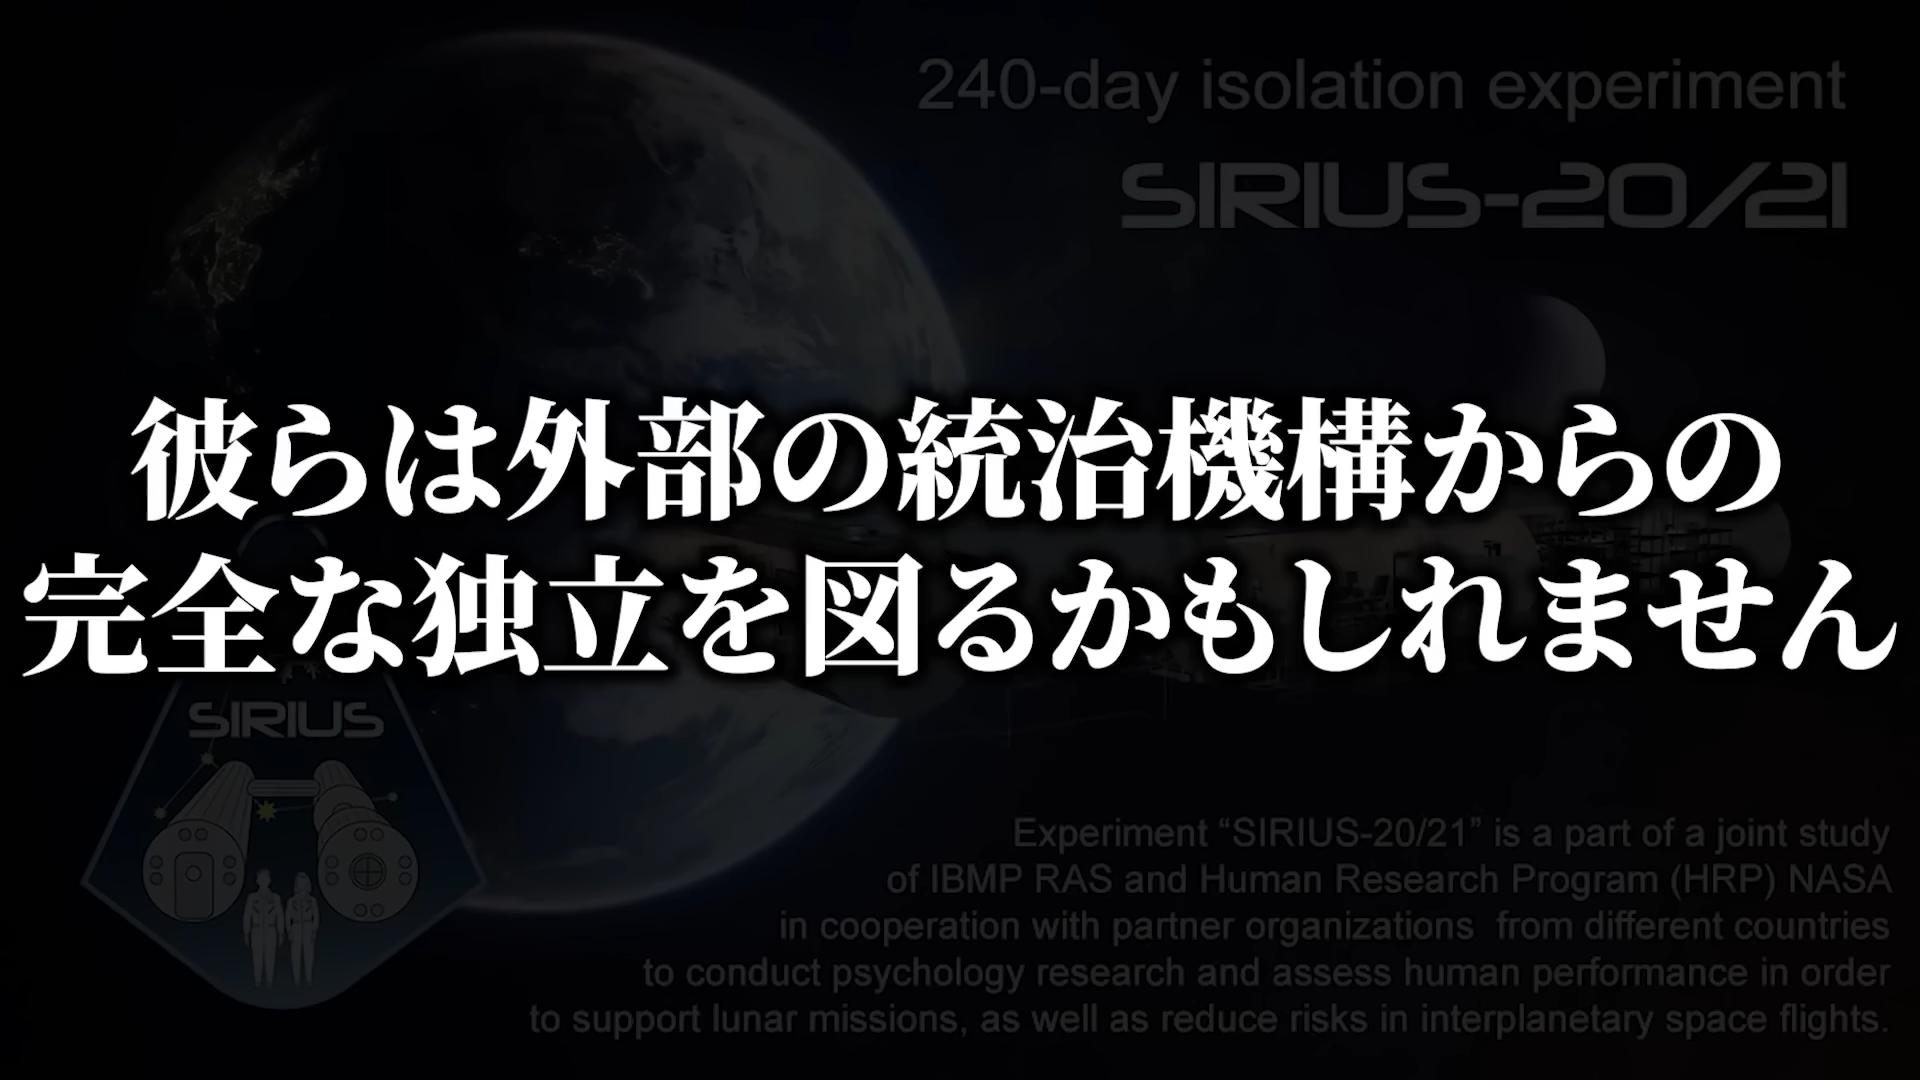 240-day isolation experiment
SIRIUS-20/21
彼らは外部の統治機構からの
完全な独立を図るかもしれません
SIRIUS
Experiment “SIRIUS-20/21” is a part of a joint study
of IBMP RAS and Human Research Program (HRP) NASA
in cooperation with partner organizations from different countries
to conduct psychology research and assess human performance in order
to support lunar missions, as well as reduce risks in interplanetary space flights.